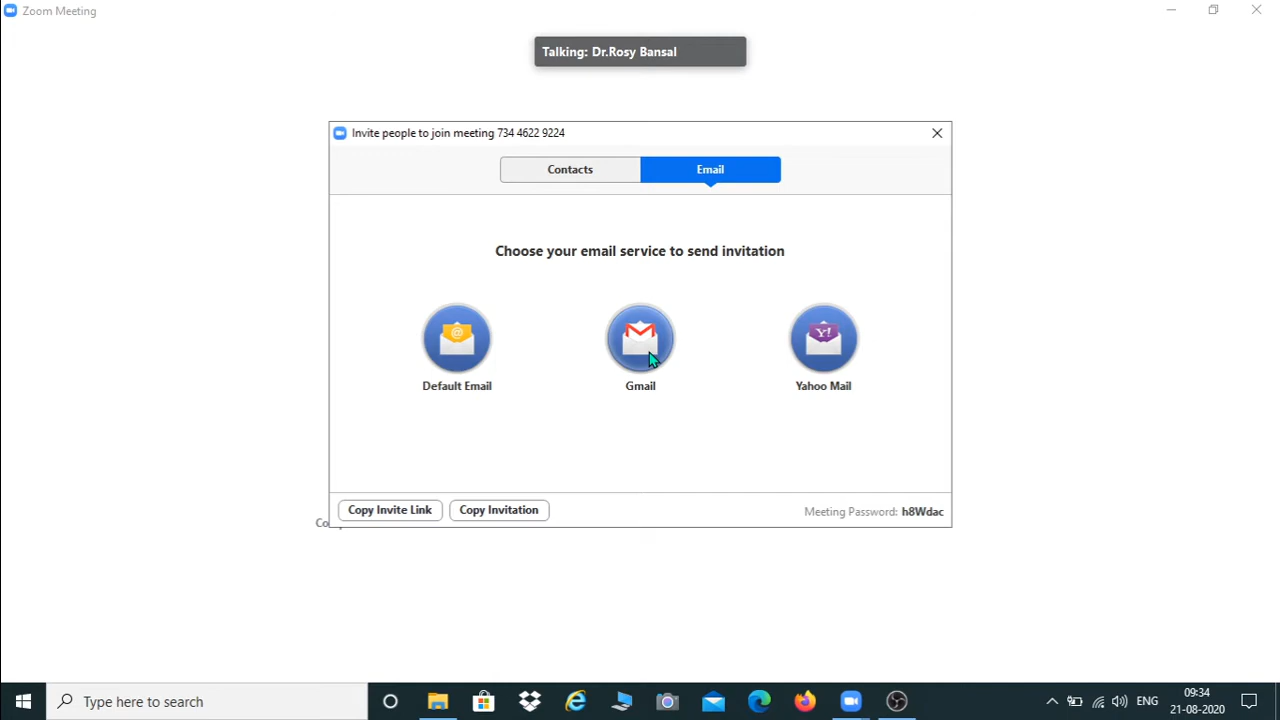 Zoom Meeting
Talking: Dr.Rosy Bansal
Invite people to join meeting 734 4622 9224
Contacts
Email
Choose your email service to send invitation
@
Y!
Default Email
Gmail
Yahoo Mail
Copy Invite Link
Copy Invitation
Meeting Password: h8Wdac
Type here to search
ENG
09:34
21-08-2020